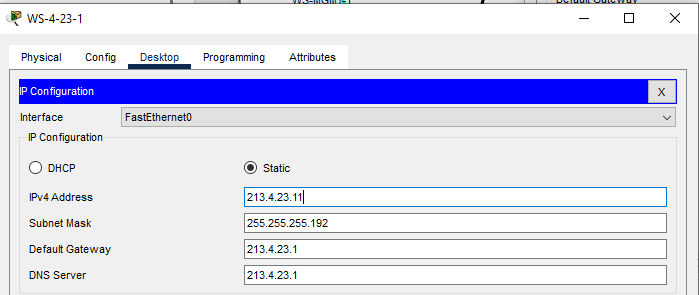 WS-4-23-1
Physical Config Desktop Programming Attributes
IP Configuration X
Interface FastEthernet0
IP Configuration
DHCP Static
IPv4 Address 213.4.23.11
Subnet Mask 255.255.255.192
Default Gateway 213.4.23.1
DNS Server 213.4.23.1